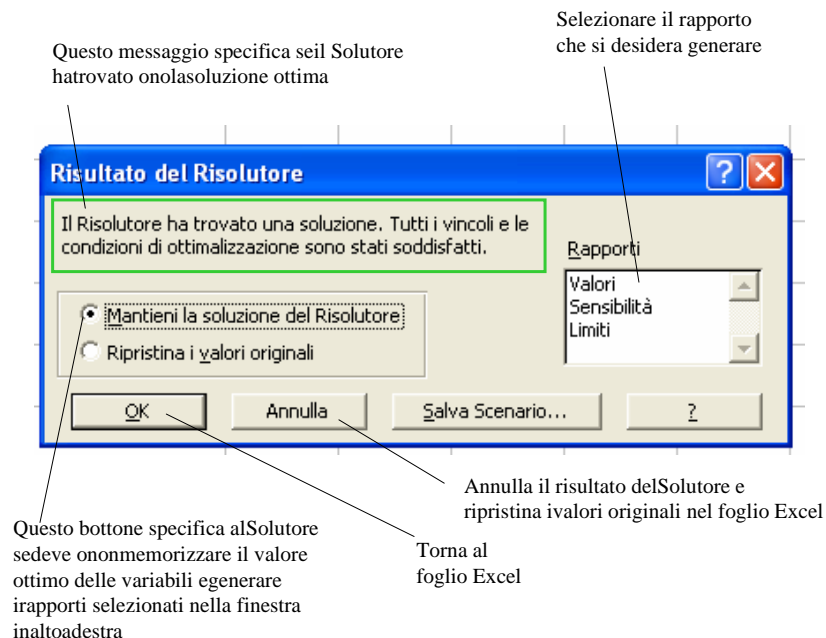 Selezionare il rapporto
che si desidera generare
Questo messaggio specifica seil Solutore
hatrovato onolasoluzione ottima
Risultato del Risolutore
Il Risolutore ha trovato una soluzione. Tutti i vincoli e le
condizioni di ottimalizzazione sono stati soddisfatti.
Rapporti
Valori
Sensibilità
Limiti
Mantieni la soluzione del Risolutore
Ripristina i valori originali
OK
Annulla
Salva Scenario...
?
Annulla il risultato delSolutore e
ripristina ivalori originali nel foglio Excel
Questo bottone specifica alSolutore
sedeve ononmemorizzare il valore
ottimo delle variabili egenerare
irapporti selezionati nella finestra
inaltoadestra
Torna al
foglio Excel